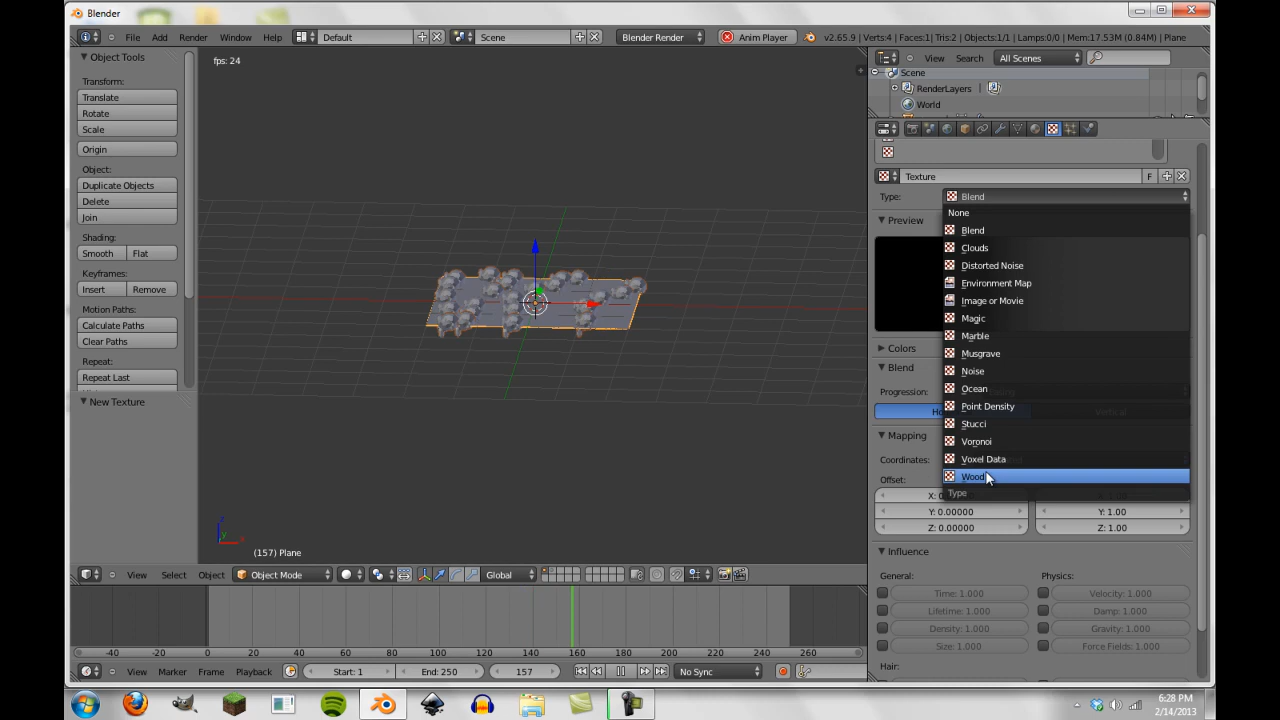 Blender
File Add Render Window Help Default Scene Blender Render Anim Player v2.65.9 | Verts:4 | Faces:1 | Tris:2 | Objects:1/1 | Lamps:0/0 | Mem:17.53M (0.84M) | Plane
Object Tools
Transform:
Translate
Rotate
Scale
Origin
Object:
Duplicate Objects
Delete
Join
Shading:
Smooth Flat
Keyframes:
Insert Remove
Motion Paths:
Calculate Paths
Clear Paths
Repeat:
Repeat Last
New Texture
fps: 24
(157) Plane
View Search All Scenes
Scene
RenderLayers
World
Texture F
Type: Blend
None
Blend
Clouds
Distorted Noise
Environment Map
Image or Movie
Magic
Marble
Musgrave
Noise
Ocean
Point Density
Stucci
Voronoi
Voxel Data
Wood
Type
Preview
Colors
Blend
Progression:
Mapping
Coordinates:
Offset:
Y: 0.00000 Y: 1.00
Z: 0.00000 Z: 1.00
Influence
General: Physics:
Time: 1.000 Velocity: 1.000
Lifetime: 1.000 Damp: 1.000
Density: 1.000 Gravity: 1.000
Size: 1.000 Force Fields: 1.000
Hair:
View Select Object Object Mode Global
-40 -20 0 20 40 60 80 100 120 140 160 180 200 220 240 260
View Marker Frame Playback Start: 1 End: 250 157 No Sync
6:28 PM
2/14/2013